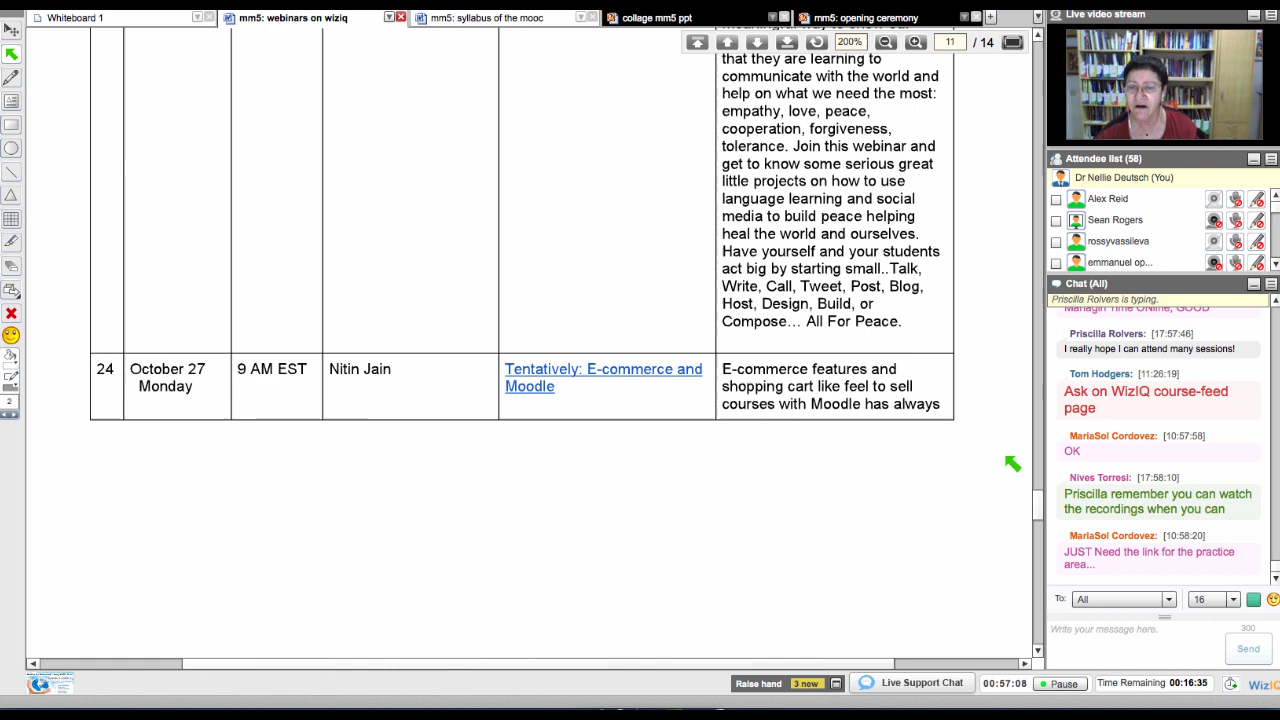 Whiteboard 1
mm5: webinars on wiziq
mm5: syllabus of the mooc
collage mm5 ppt
mm5: opening ceremony
200%
11 / 14
that they are learning to
communicate with the world and
help on what we need the most:
empathy, love, peace,
cooperation, forgiveness,
tolerance. Join this webinar and
get to know some serious great
little projects on how to use
language learning and social
media to build peace helping
heal the world and ourselves.
Have yourself and your students
act big by starting small..Talk,
Write, Call, Tweet, Post, Blog,
Host, Design, Build, or
Compose… All For Peace.
24
October 27
Monday
9 AM EST
Nitin Jain
Tentatively: E-commerce and
Moodle
E-commerce features and
shopping cart like feel to sell
courses with Moodle has always
2
Live video stream
Attendee list (58)
Dr Nellie Deutsch (You)
Alex Reid
Sean Rogers
rossyvassileva
emmanuel op...
Chat (All)
Priscilla Rolvers is typing.
Managin Time ONline, GOOD
Priscilla Rolvers: [17:57:46]
I really hope I can attend many sessions!
Tom Hodgers: [11:26:19]
Ask on WizIQ course-feed
page
MariaSol Cordovez: [10:57:58]
OK
Nives Torresi: [17:58:10]
Priscilla remember you can watch
the recordings when you can
MariaSol Cordovez: [10:58:20]
JUST Need the link for the practice
area...
To: All 16
Write your message here.
300
Send
Raise hand 3 new
Live Support Chat
00:57:08 Pause
Time Remaining 00:16:35
WizIQ